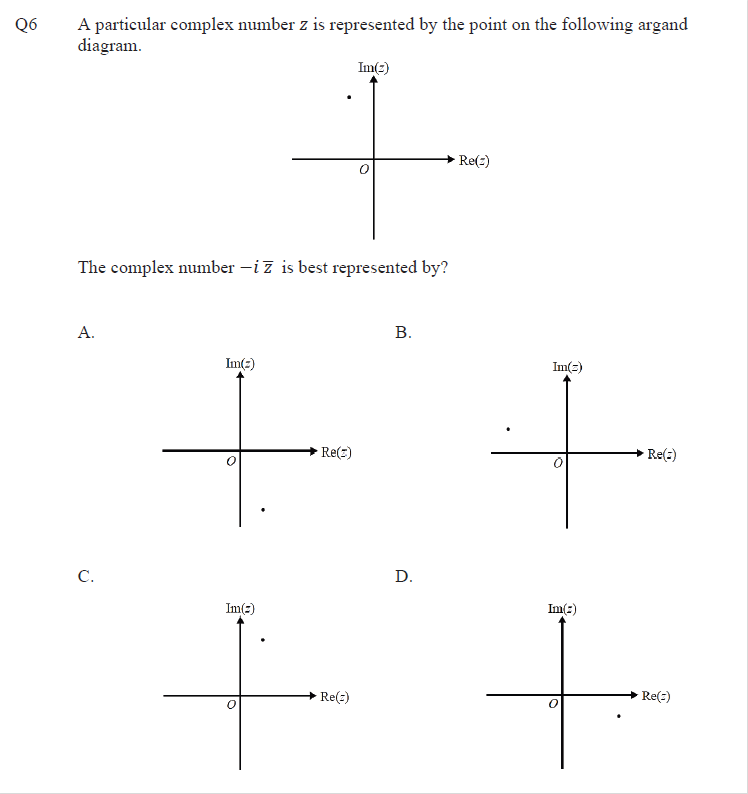 Q6 A particular complex number z is represented by the point on the following argand
diagram.
Im(z)
Re(z)
O
The complex number −i z̅ is best represented by?
A. B.
Im(z) Im(z)
Re(z) Re(z)
O O
C. D.
Im(z) Im(z)
Re(z) Re(z)
O O